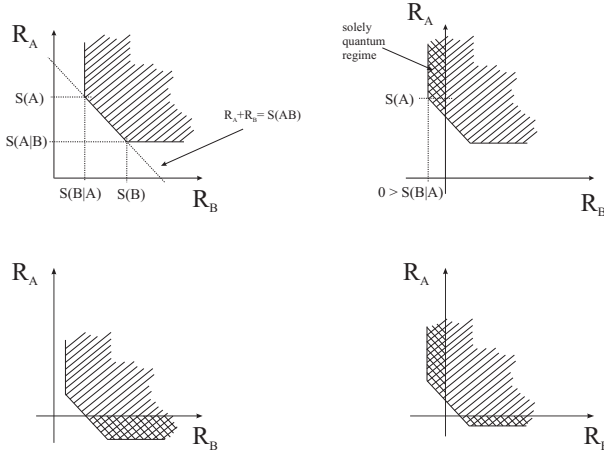 R_A
S(A)
S(A|B)
R_A+R_B= S(AB)
S(B|A)
S(B)
R_B
solely
quantum
regime
R_A
S(A)
0 > S(B|A)
R_B
R_A
R_B
R_A
R_B